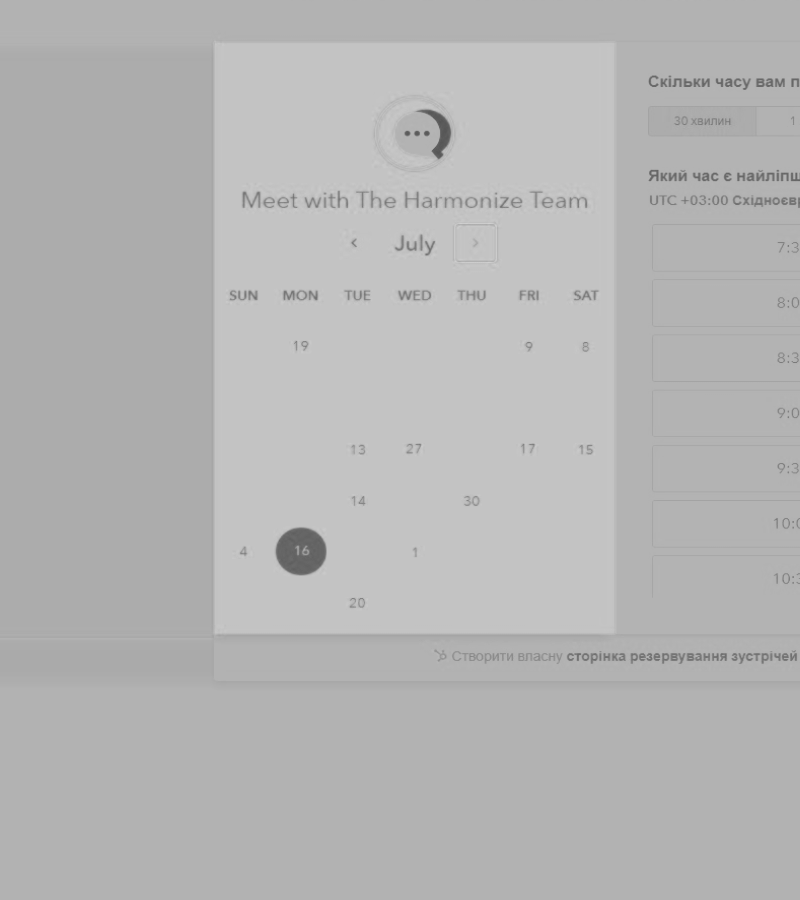 Meet with The Harmonize Team
July
SUN MON TUE WED THU FRI SAT
19 9 8
13 27 17 15
14 30
4 16 1
20
Скільки часу вам п
30 хвилин 1
Який час є найліпш
UTC +03:00 Східноєвр
7:3
8:0
8:3
9:0
9:3
10:0
10:3
Створити власну сторінка резервування зустрічей